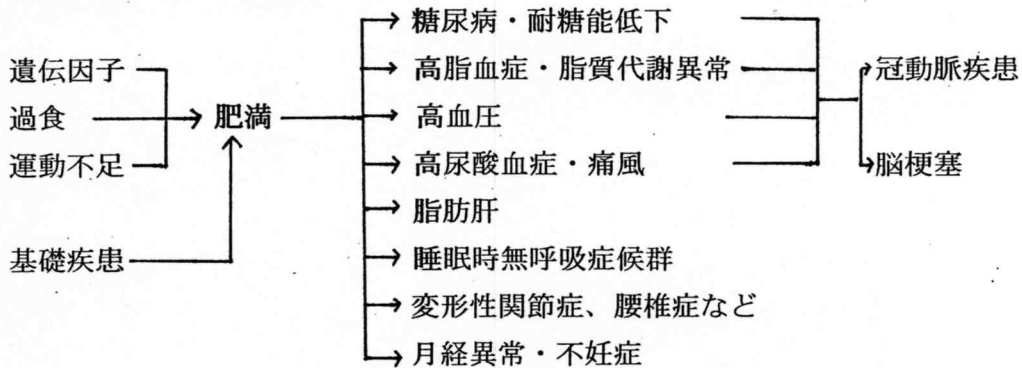 遺伝因子
過食
運動不足
基礎疾患
肥満
糖尿病・耐糖能低下
高脂血症・脂質代謝異常
高血圧
高尿酸血症・痛風
脂肪肝
睡眠時無呼吸症候群
変形性関節症、腰椎症など
月経異常・不妊症
冠動脈疾患
脳梗塞